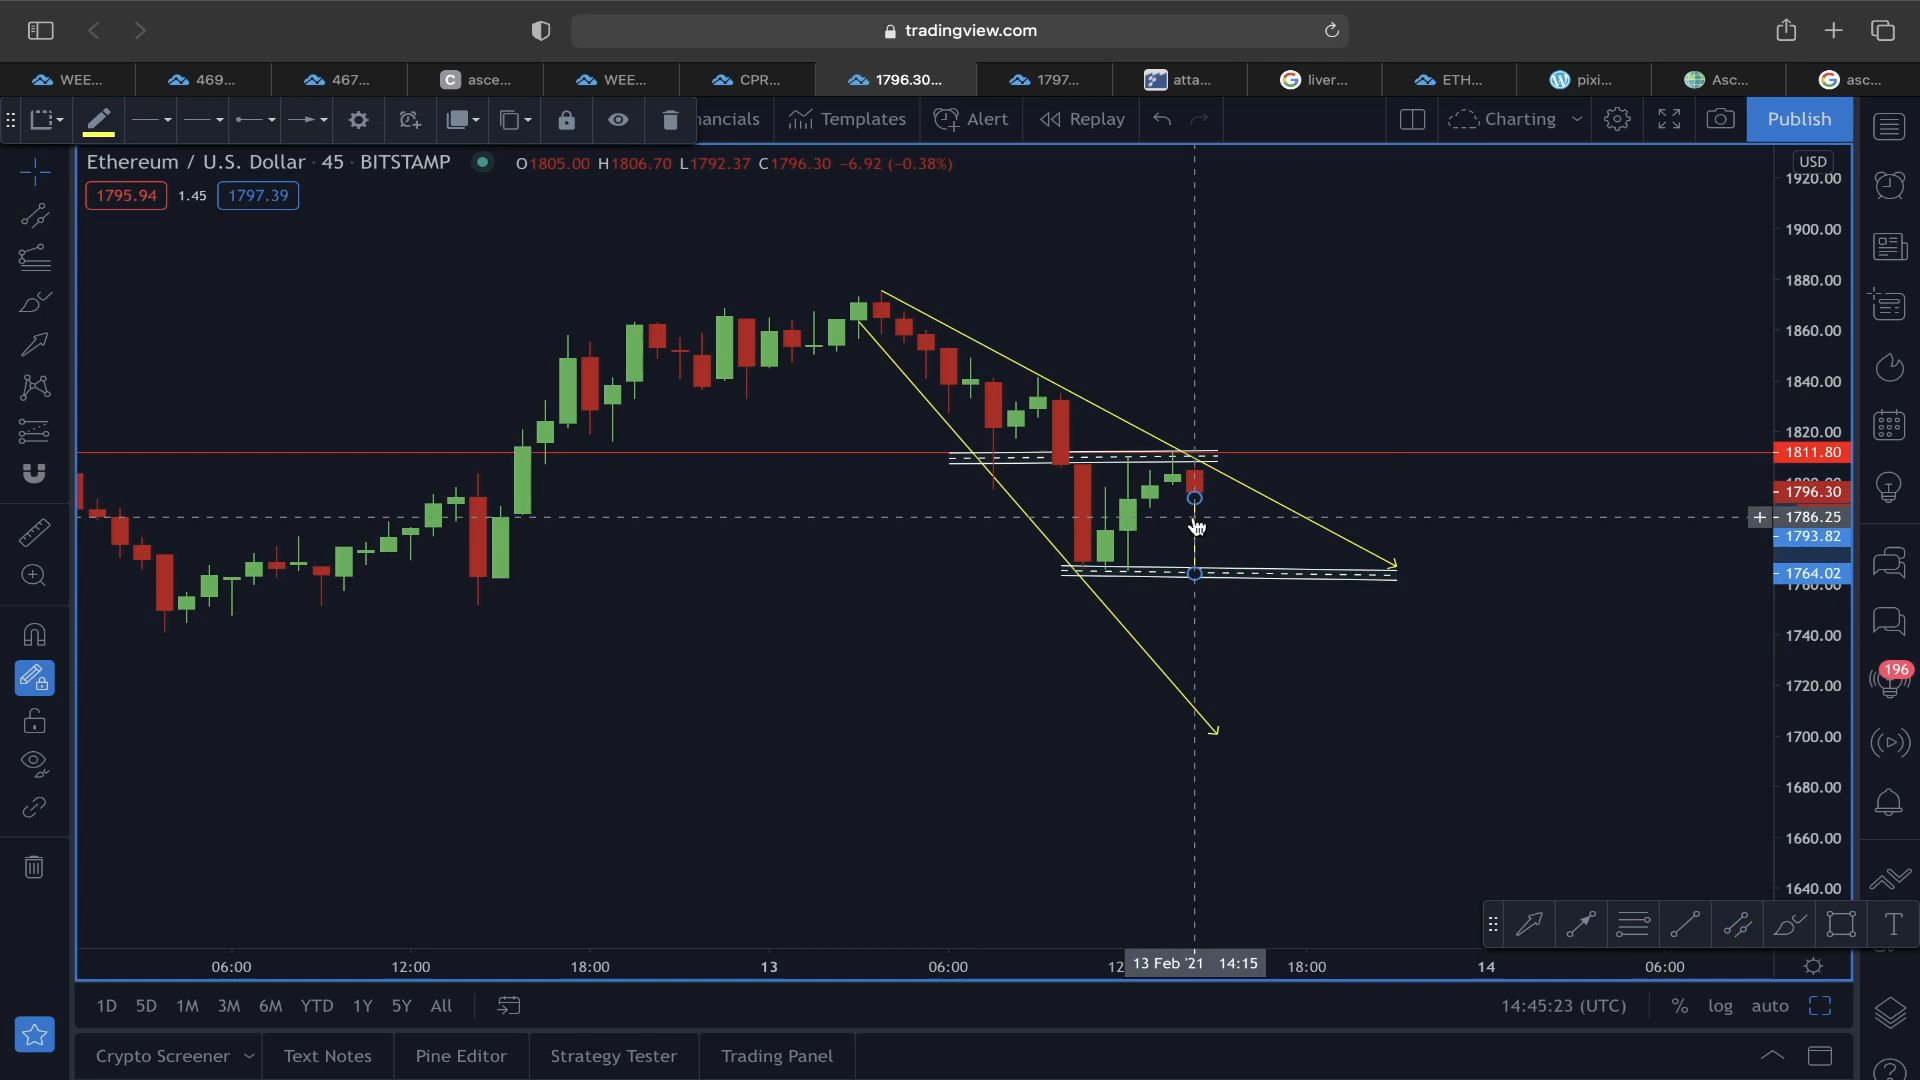 tradingview.com
WEE...
469...
467...
asce...
WEE...
CPR...
1796.30...
1797...
atta...
liver...
ETH...
pixi...
Asc...
asc...
nancials
Templates
Alert
Replay
Charting
Publish
Ethereum / U.S. Dollar · 45 · BITSTAMP
O1805.00 H1806.70 L1792.37 C1796.30 −6.92 (−0.38%)
1795.94
1.45
1797.39
USD
1920.00
1900.00
1880.00
1860.00
1840.00
1820.00
1811.80
1796.30
1786.25
1793.82
1764.02
1760.00
1740.00
1720.00
1700.00
1680.00
1660.00
1640.00
196
T
06:00
12:00
18:00
13
06:00
12
13 Feb '21 14:15
18:00
14
06:00
1D 5D 1M 3M 6M YTD 1Y 5Y All
14:45:23 (UTC)
% log auto
Crypto Screener
Text Notes
Pine Editor
Strategy Tester
Trading Panel